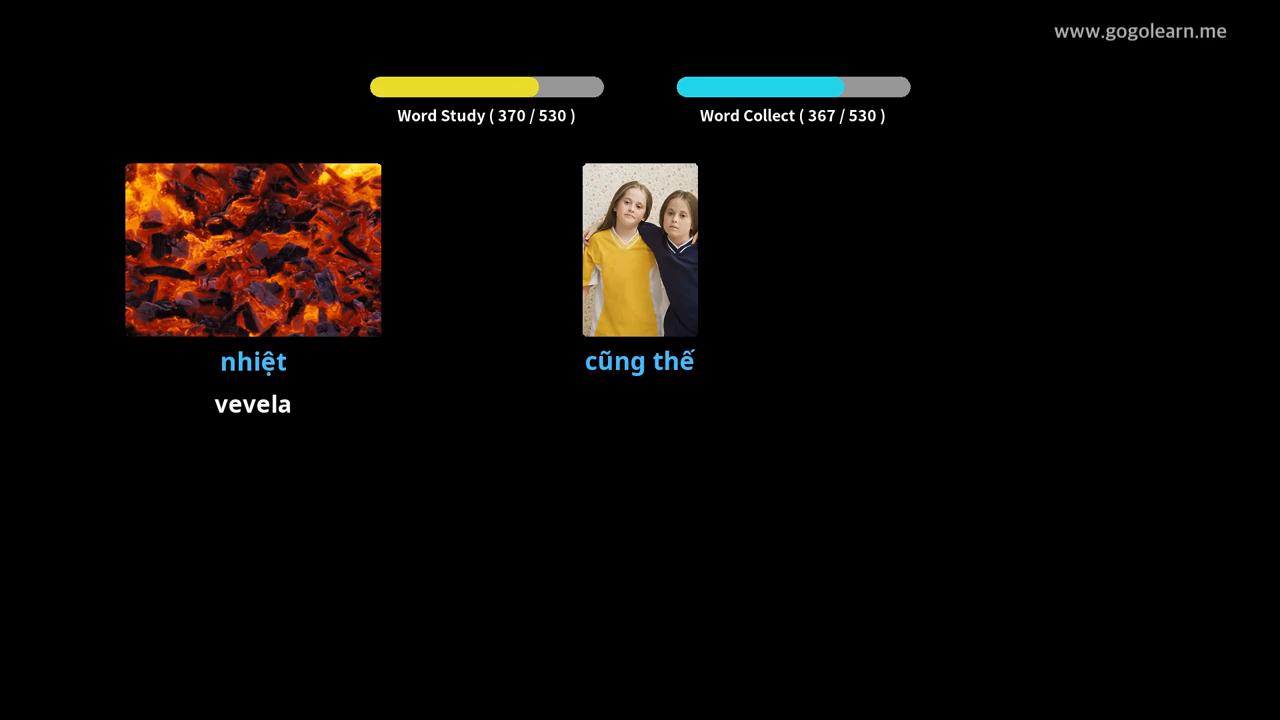 www.gogolearn.me
Word Study ( 370 / 530 )
Word Collect ( 367 / 530 )
nhiệt
vevela
cũng thế